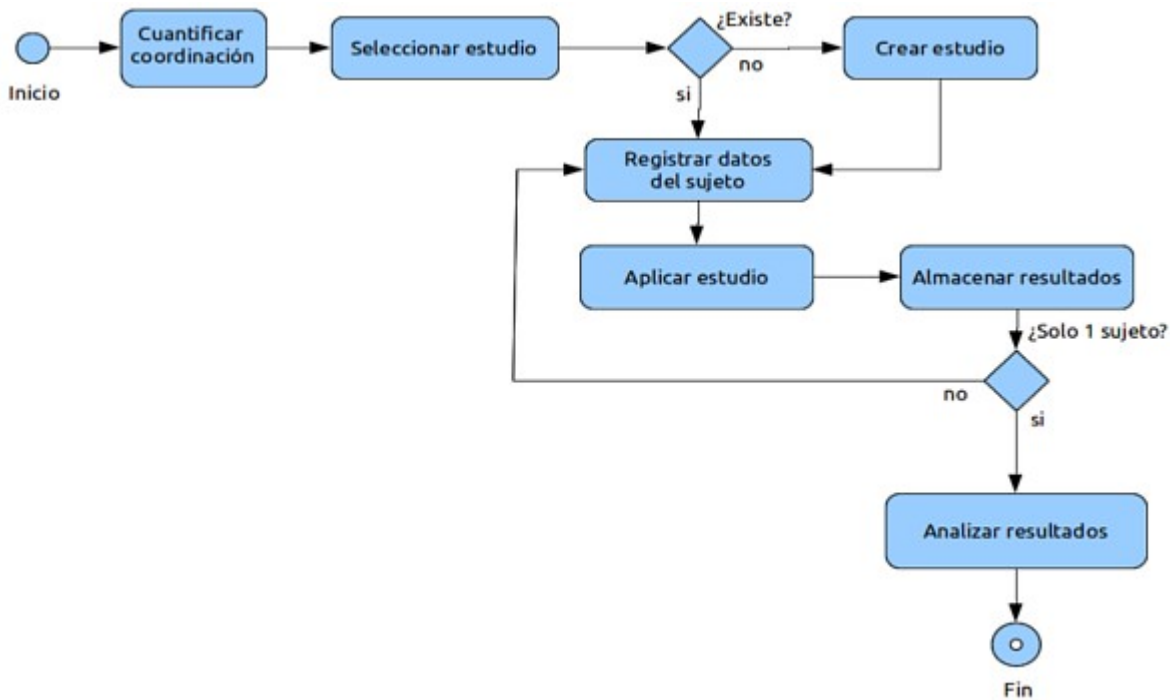 Inicio
Cuantificar
coordinación
Seleccionar estudio
¿Existe?
no
si
Crear estudio
Registrar datos
del sujeto
Aplicar estudio
Almacenar resultados
¿Solo 1 sujeto?
no
si
Analizar resultados
Fin